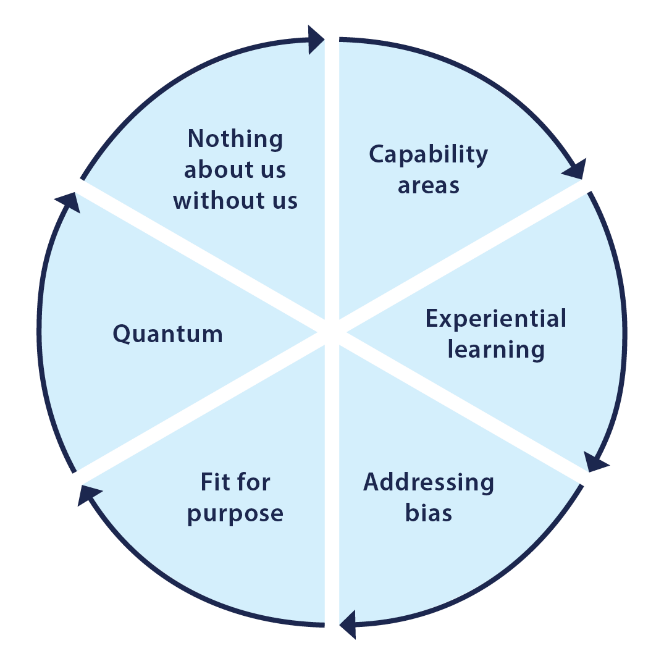 Nothing
about us
without us
Capability
areas
Experiential
learning
Addressing
bias
Fit for
purpose
Quantum